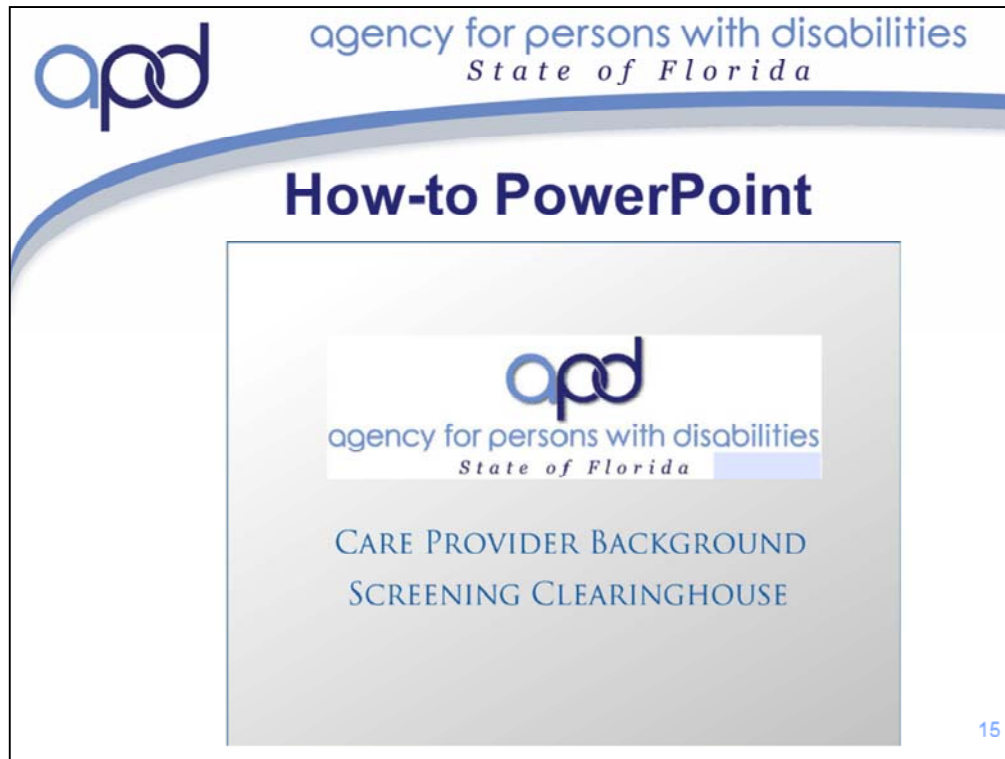 apd
agency for persons with disabilities
State of Florida
How-to PowerPoint
apd
agency for persons with disabilities
State of Florida
CARE PROVIDER BACKGROUND
SCREENING CLEARINGHOUSE
15